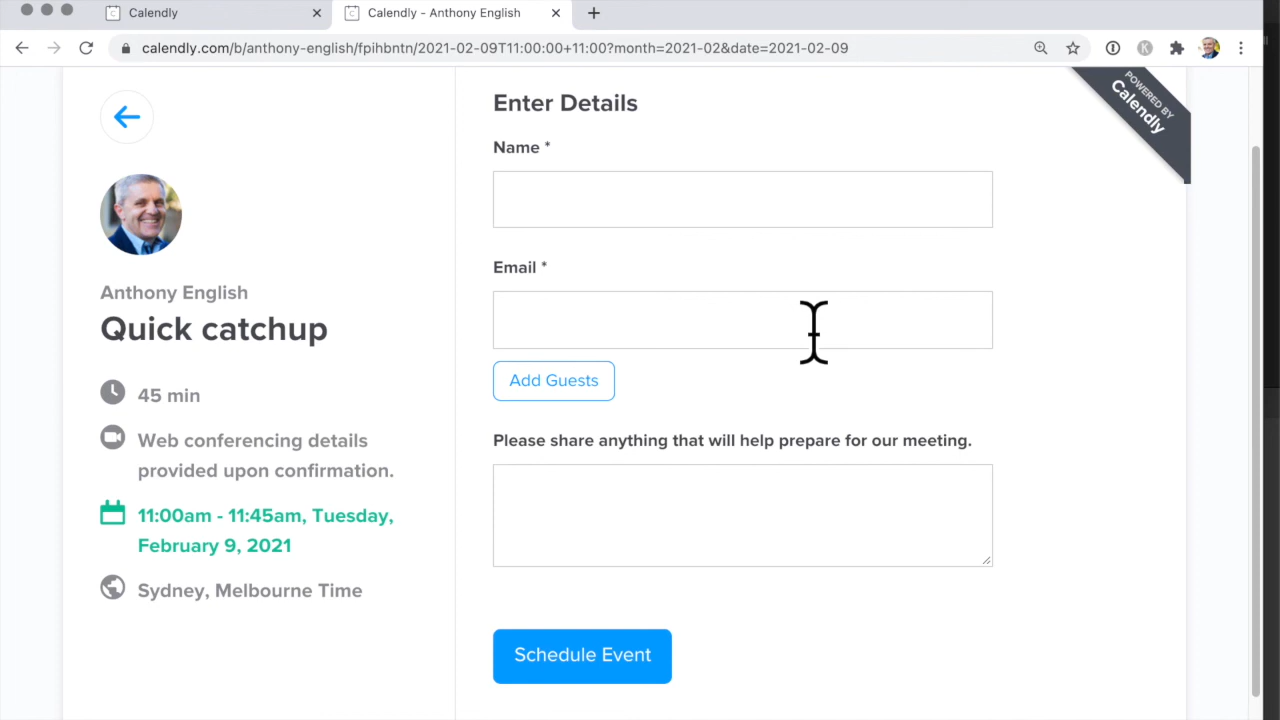 Calendly
Calendly - Anthony English
calendly.com/b/anthony-english/fpihbntn/2021-02-09T11:00:00+11:00?month=2021-02&date=2021-02-09
POWERED BY
Calendly
Enter Details
Name *
Email *
Add Guests
Please share anything that will help prepare for our meeting.
Schedule Event
Anthony English
Quick catchup
45 min
Web conferencing details
provided upon confirmation.
11:00am - 11:45am, Tuesday,
February 9, 2021
Sydney, Melbourne Time